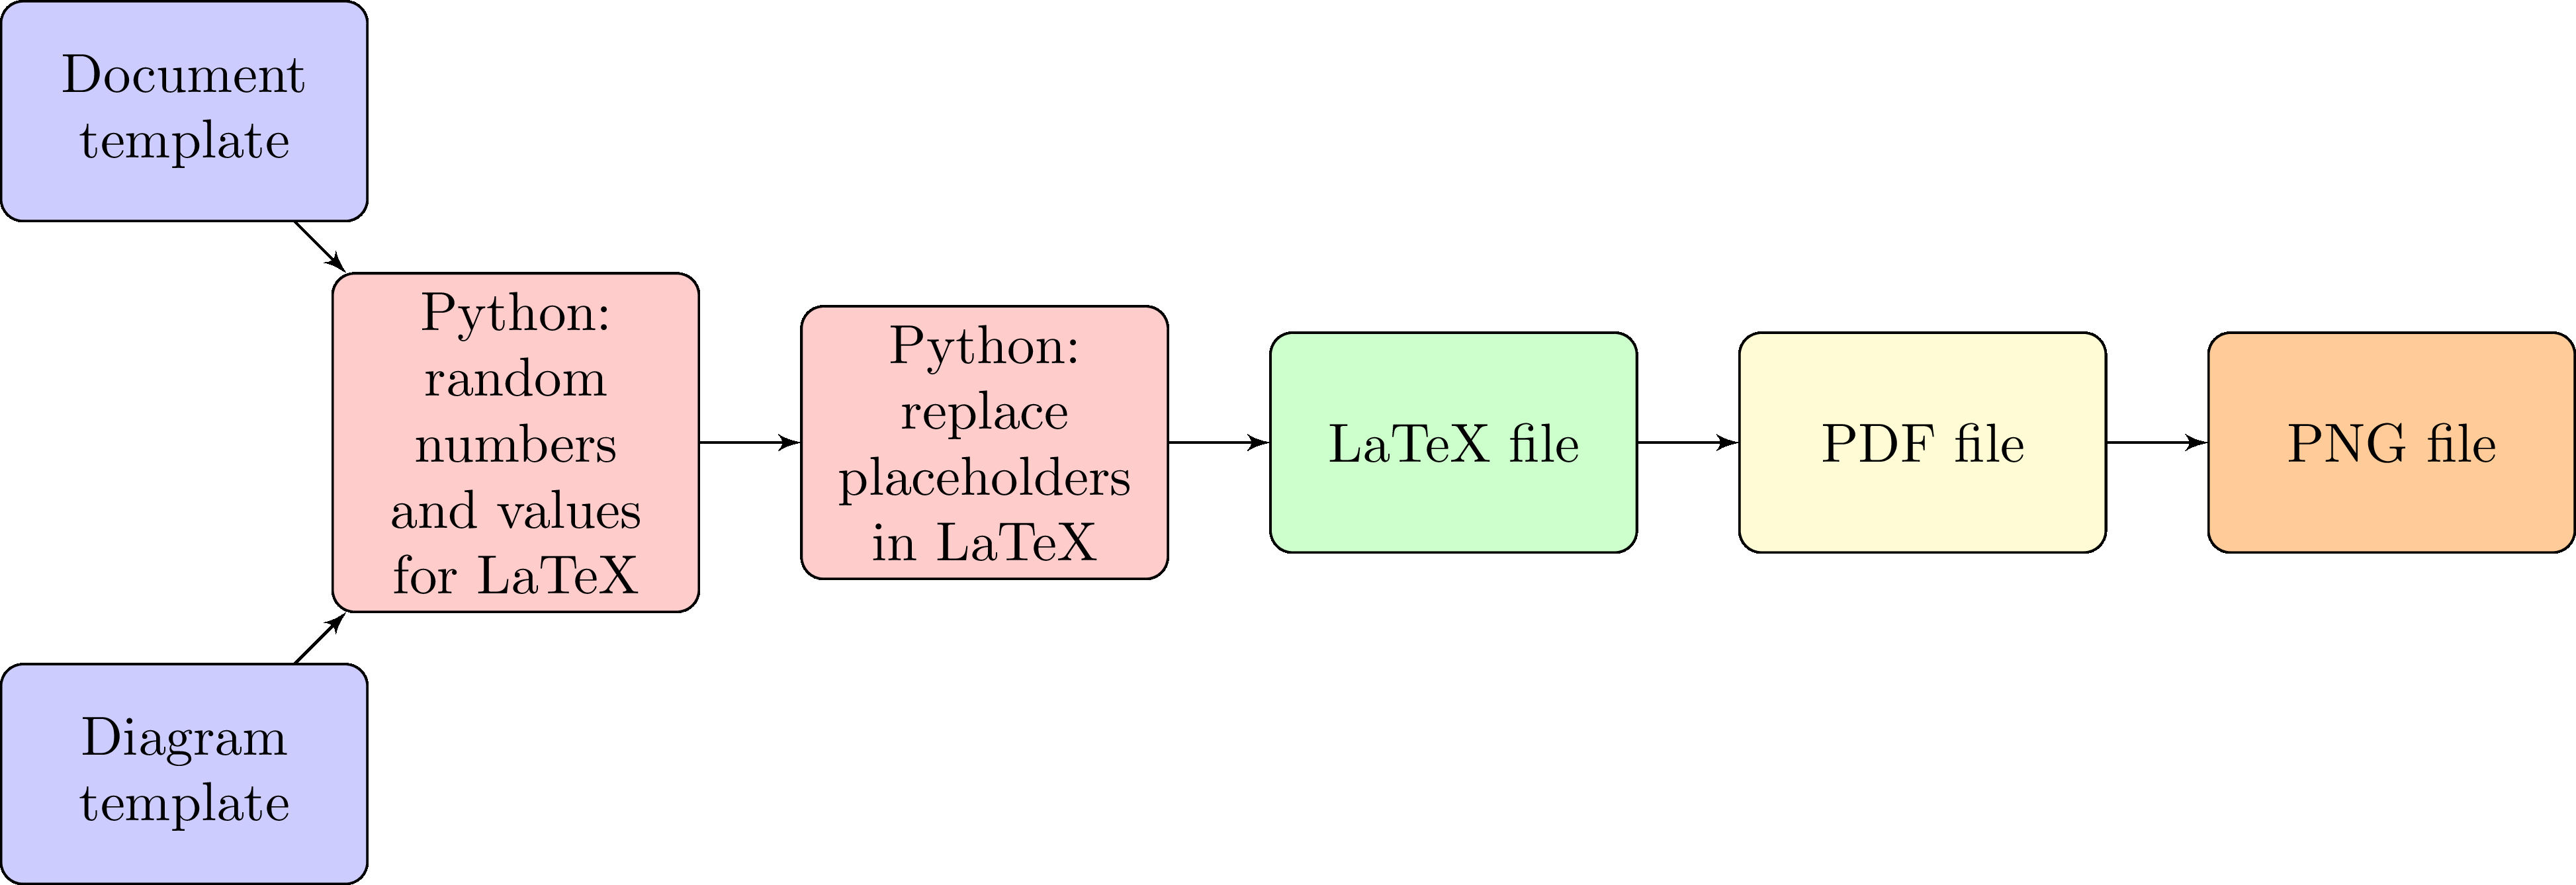 Document
template
Python:
random
numbers
and values
for LaTeX
Python:
replace
placeholders
in LaTeX
LaTeX file
PDF file
PNG file
Diagram
template